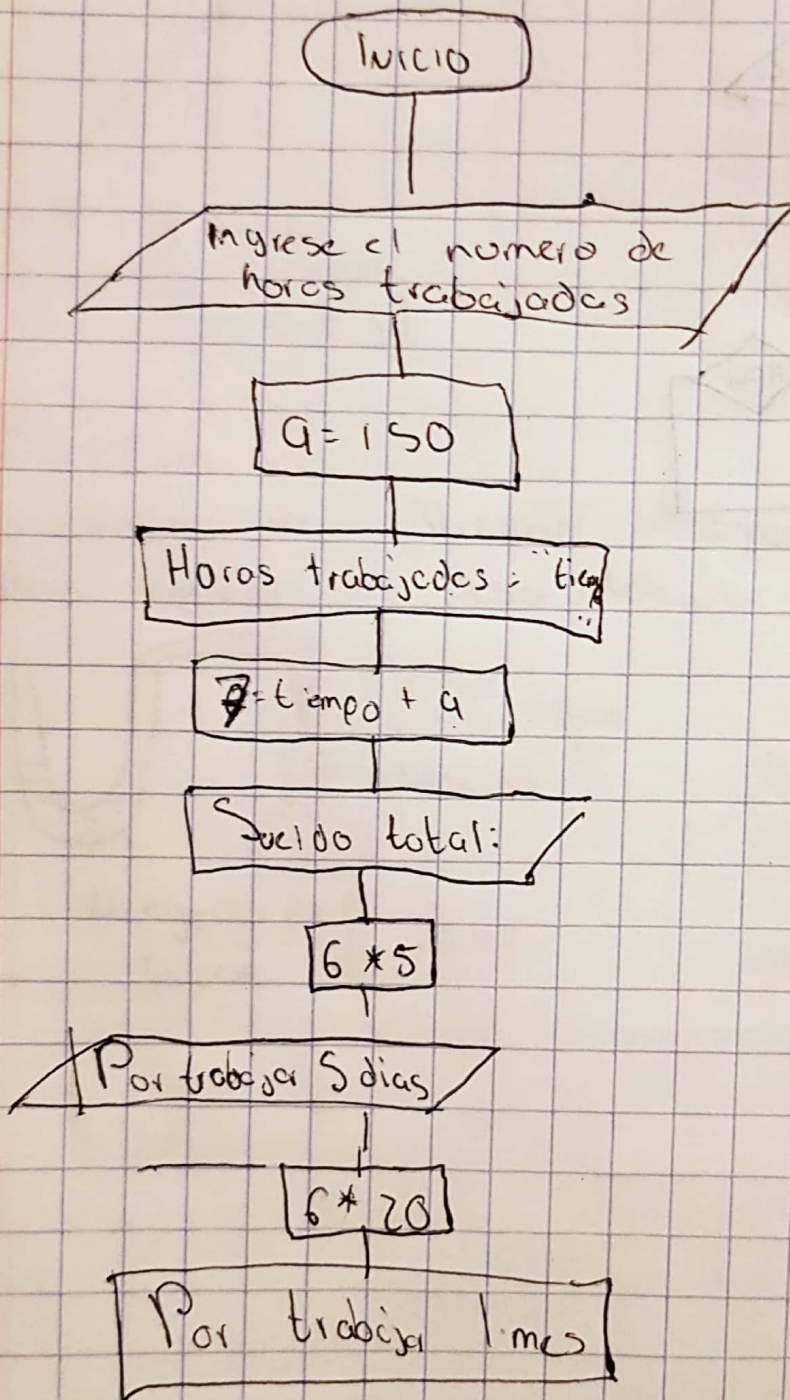 INICIO
Ingrese el numero de
horas trabajadas
a = 150
Horas trabajadas =
= tiempo + a
Sueldo total:
6 * 5
Por trabajar 5 dias
6 * 20
Por trabajar 1 mes